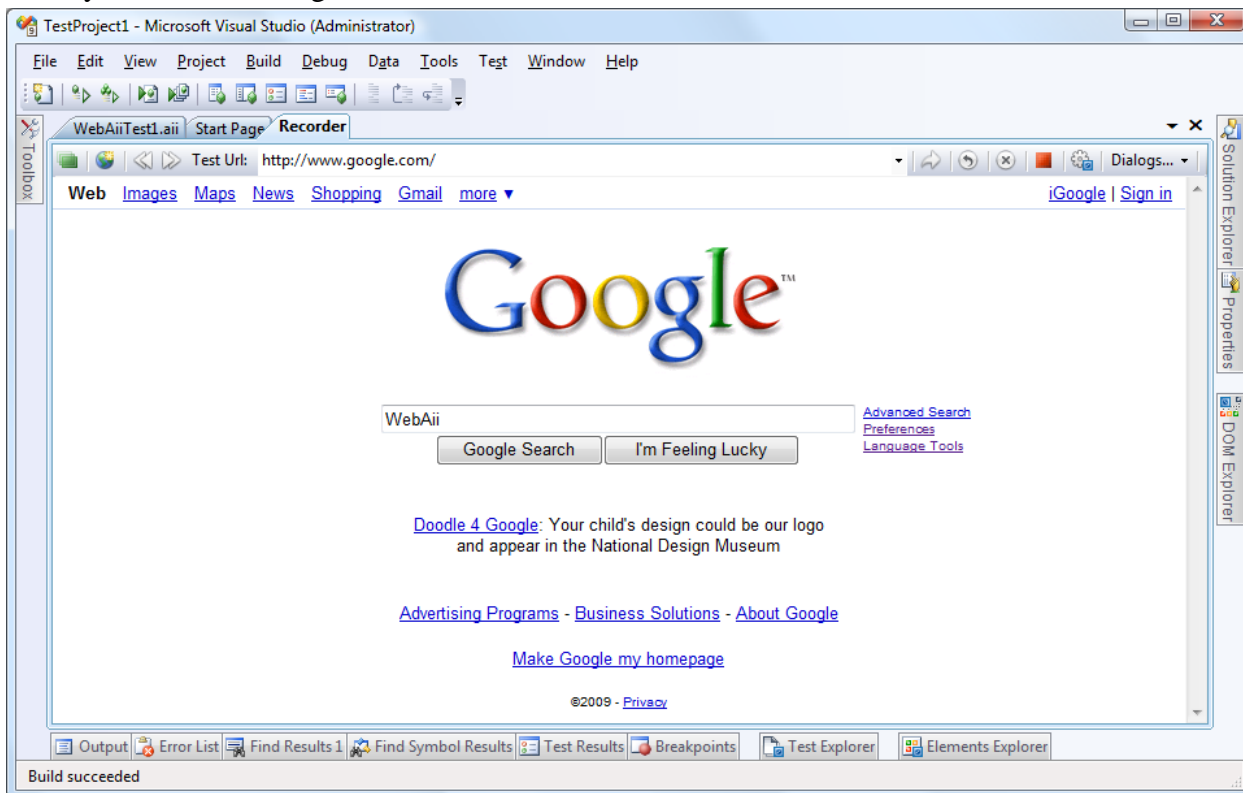 TestProject1 - Microsoft Visual Studio (Administrator)
File Edit View Project Build Debug Data Tools Test Window Help
WebAiiTest1.aii Start Page Recorder
Toolbox
Test Url: http://www.google.com/ Dialogs...
Web Images Maps News Shopping Gmail more ▼ iGoogle | Sign in
Google™
WebAii
Advanced Search
Preferences
Language Tools
Google Search I'm Feeling Lucky
Doodle 4 Google: Your child's design could be our logo
and appear in the National Design Museum
Advertising Programs - Business Solutions - About Google
Make Google my homepage
©2009 - Privacy
Solution Explorer
Properties
DOM Explorer
Output Error List Find Results 1 Find Symbol Results Test Results Breakpoints Test Explorer Elements Explorer
Build succeeded